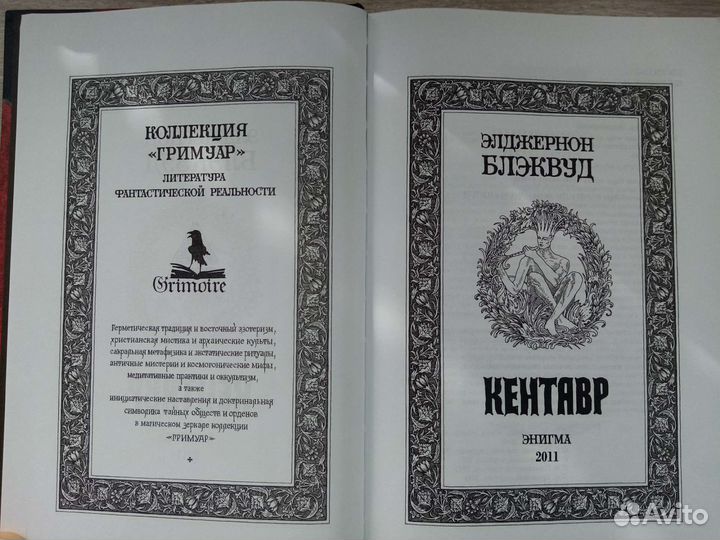 КОЛЛЕКЦИЯ
«ГРИМУАР»
ЛИТЕРАТУРА
ФАНТАСТИЧЕСКОЙ РЕАЛЬНОСТИ
Grimoire
Герметическая традиция и восточный эзотеризм,
христианская мистика и архаические культы,
сакральная метафизика и экстатические ритуалы,
античные мистерии и космогонические мифы,
медитативные практики и оккультизм,
а также
инициатические наставления и доктринальная
символика тайных обществ и орденов
в магическом зеркале коллекции
«ГРИМУАР»
ЭЛДЖЕРНОН
БЛЭКВУД
КЕНТАВР
ЭНИГМА
2011
Avito